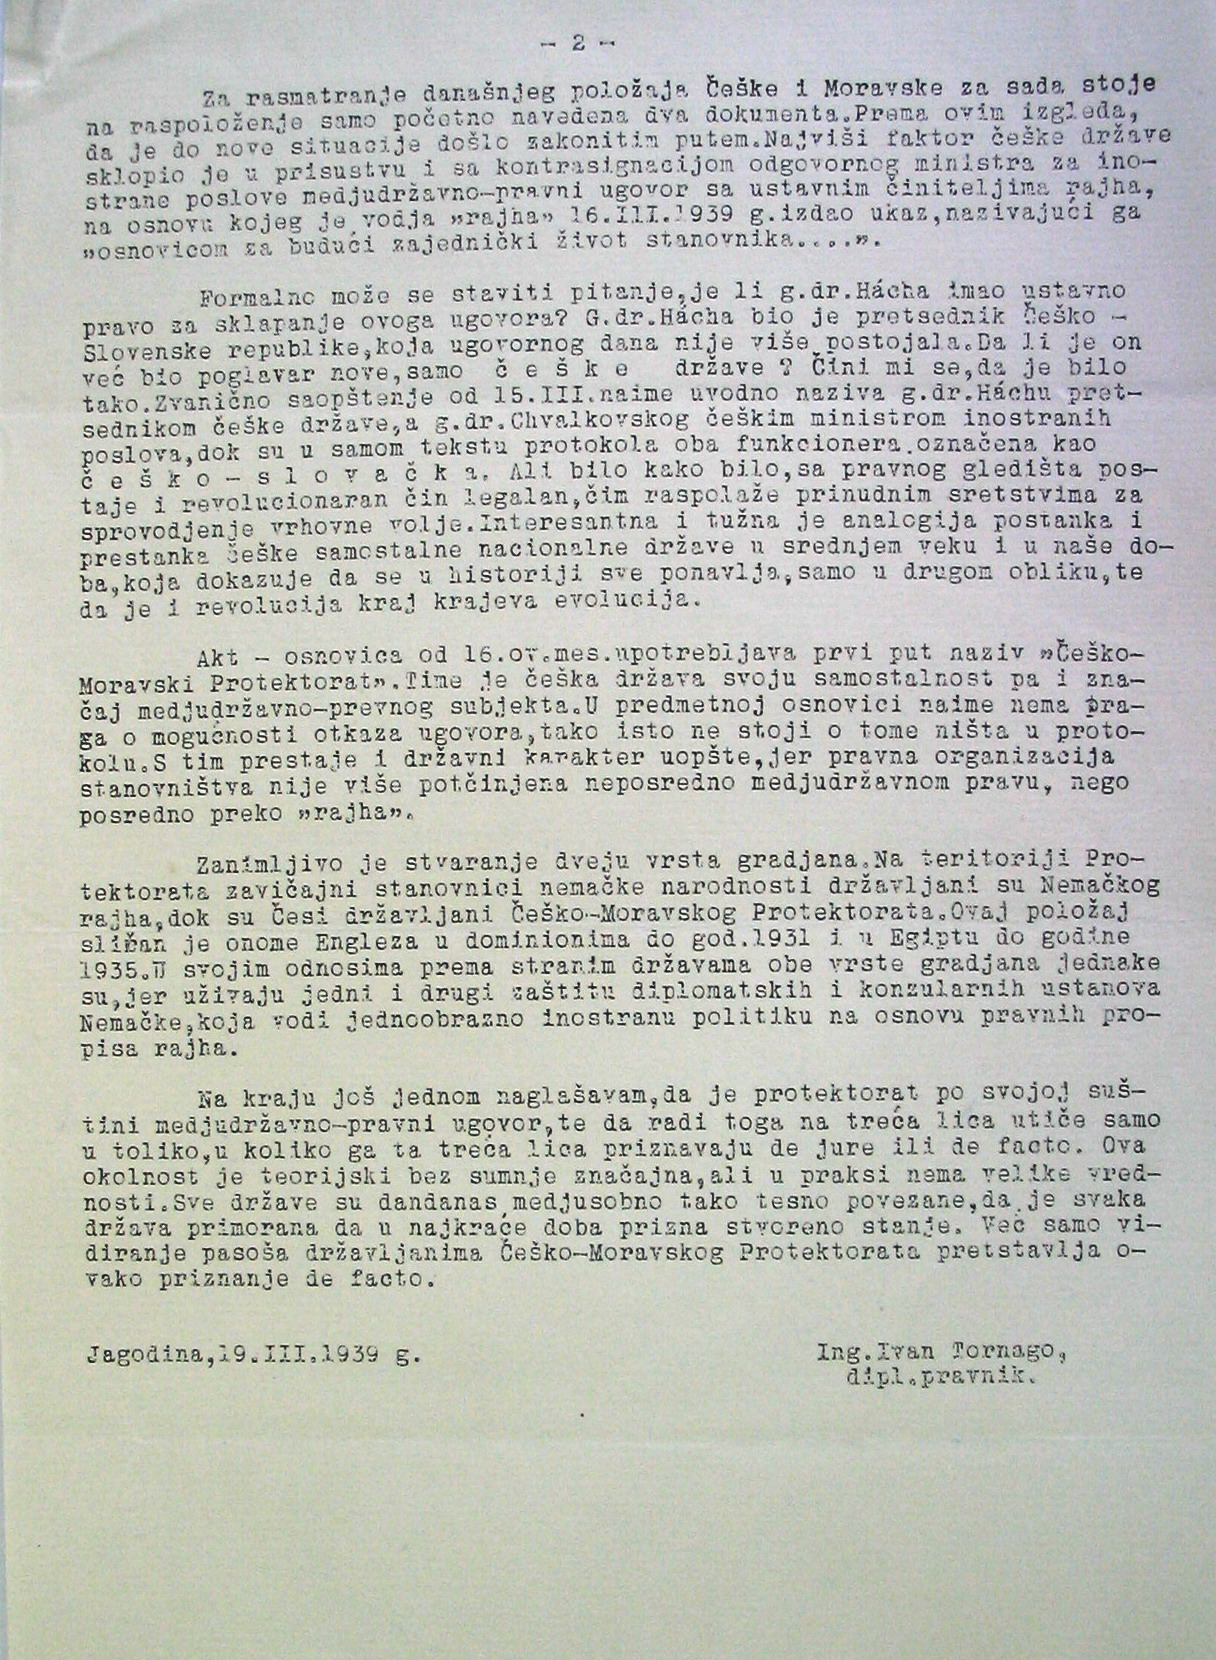 - 2 -
Za rasmatranje današnjeg položaja Češke i Moravske za sada stoje
na raspoloženje samo početno navedena dva dokumenta.Prema ovim izgleda,
da je do nove situacije došlo zakonitim putem.Najviši faktor češke države
sklopio je u prisustvu i sa kontrasignacijom odgovornog ministra za ino-
strane poslove medjudržavno-pravni ugovor sa ustavnim činiteljima rajha,
na osnovu kojeg je vodja „rajha” 16.III.1939 g.izdao ukaz,nazivajući ga
„osnovicom za budući zajednički život stanovnika....”.
Formalno može se staviti pitanje,je li g.dr.Hácha imao ustavno
pravo za sklapanje ovoga ugovora? G.dr.Hácha bio je pretsednik Češko -
Slovenske republike,koja ugovornog dana nije više postojala.Da li je on
već bio poglavar nove,samo č e š k e države ? Čini mi se,da je bilo
tako.Zvanično saopštenje od 15.III.naime uvodno naziva g.dr.Háchu pret-
sednikom češke države,a g.dr.Chvalkovskog češkim ministrom inostranih
poslova,dok su u samom tekstu protokola oba funkcionera označena kao
č e š k o - s l o v a č k a. Ali bilo kako bilo,sa pravnog gledišta pos-
taje i revolucionaran čin legalan,čim raspolaže prinudnim sretstvima za
sprovodjenje vrhovne volje.Interesantna i tužna je analogija postanka i
prestanka češke samostalne nacionalne države u srednjem veku i u naše do-
ba,koja dokazuje da se u historiji sve ponavlja,samo u drugom obliku,te
da je i revolucija kraj krajeva evolucija.
Akt - osnovica od 16.ov.mes.upotrebljava prvi put naziv „Češko-
Moravski Protektorat”.Time je češka država svoju samostalnost pa i zna-
čaj medjudržavno-prevnog subjekta.U predmetnoj osnovici naime nema tra-
ga o mogućnosti otkaza ugovora,tako isto ne stoji o tome ništa u proto-
kolu.S tim prestaje i državni karakter uopšte,jer pravna organizacija
stanovništva nije više potčinjena neposredno medjudržavnom pravu, nego
posredno preko „rajha”.
Zanimljivo je stvaranje dveju vrsta gradjana.Na teritoriji Pro-
tektorata zavičajni stanovnici nemačke narodnosti državljani su Nemačkog
rajha,dok su Česi državljani Češko-Moravskog Protektorata.Ovaj položaj
sličan je onome Engleza u dominionima do god.1931 i u Egiptu do godine
1935.U svojim odnosima prema stranim državama obe vrste gradjana jednake
su,jer uživaju jedni i drugi zaštitu diplomatskih i konzularnih ustanova
Nemačke,koja vodi jednoobrazno inostranu politiku na osnovu pravnih pro-
pisa rajha.
Na kraju još jednom naglašavam,da je protektorat po svojoj suš-
tini medjudržavno-pravni ugovor,te da radi toga na treća lica utiče samo
u toliko,u koliko ga ta treća lica priznavaju de jure ili de facto. Ova
okolnost je teorijski bez sumnje značajna,ali u praksi nema velike vred-
nosti.Sve države su dandanas medjusobno tako tesno povezane,da je svaka
država primorana da u najkraće doba prizna stvoreno stanje. Već samo vi-
diranje pasoša državljanima Češko-Moravskog Protektorata pretstavlja o-
vako priznanje de facto.
Jagodina,19.III.1939 g.
Ing.Ivan Tornago,
dipl.pravnik.